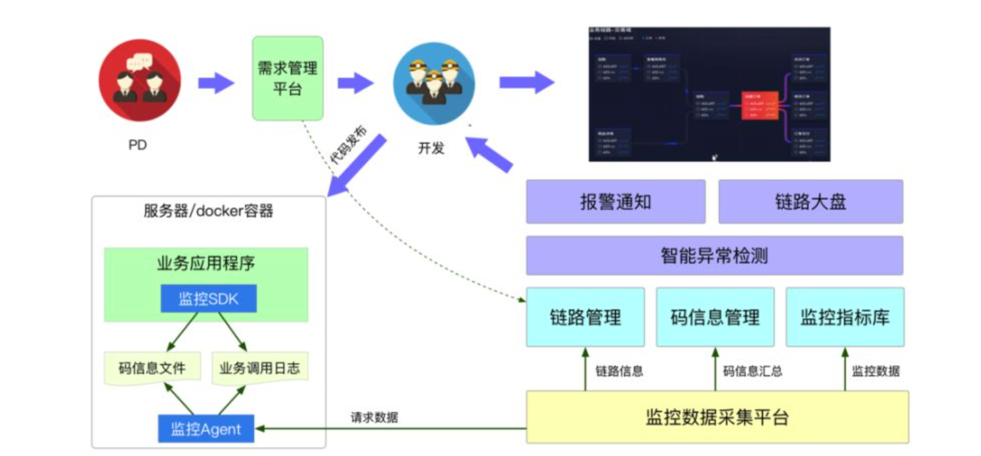 需求管理
平台
PD
开发
代码发布
服务器/docker容器
业务应用程序
监控SDK
码信息文件
业务调用日志
监控Agent
请求数据
报警通知
链路大盘
智能异常检测
链路管理
码信息管理
监控指标库
链路信息
码信息汇总
监控数据
监控数据采集平台